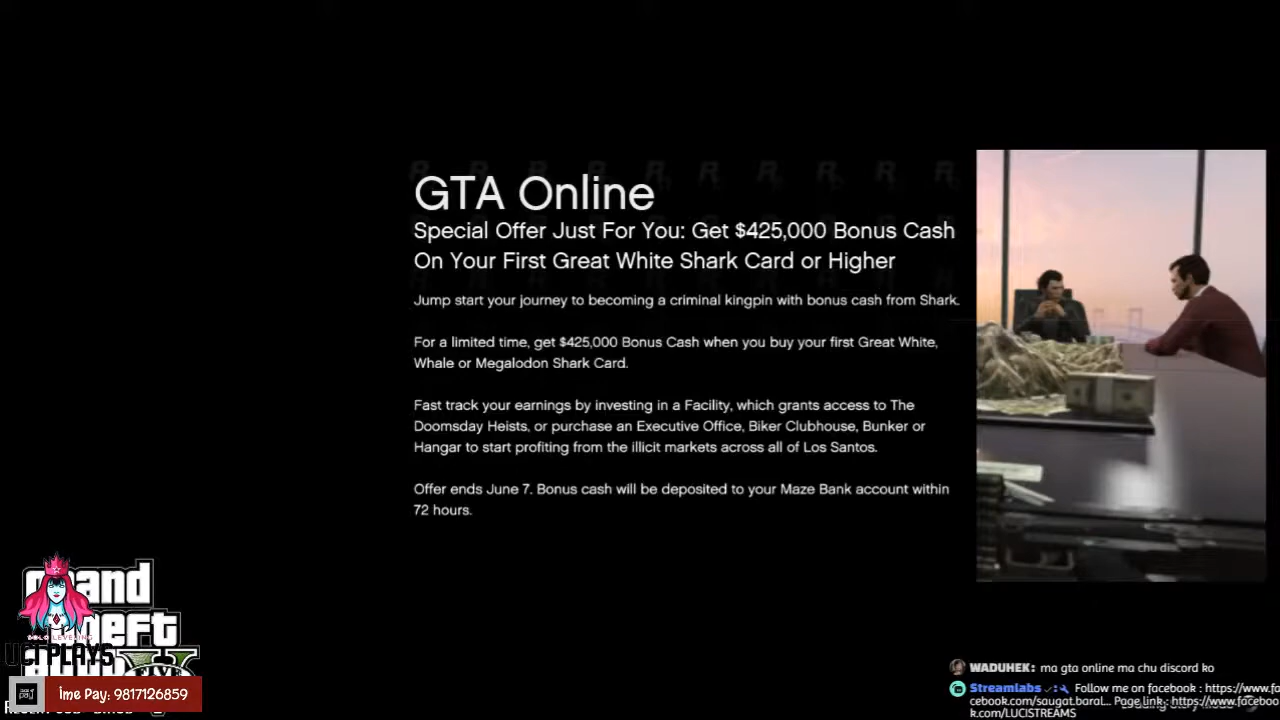 GTA Online
Special Offer Just For You: Get $425,000 Bonus Cash
On Your First Great White Shark Card or Higher
Jump start your journey to becoming a criminal kingpin with bonus cash from Shark.
For a limited time, get $425,000 Bonus Cash when you buy your first Great White,
Whale or Megalodon Shark Card.
Fast track your earnings by investing in a Facility, which grants access to The
Doomsday Heists, or purchase an Executive Office, Biker Clubhouse, Bunker or
Hangar to start profiting from the illicit markets across all of Los Santos.
Offer ends June 7. Bonus cash will be deposited to your Maze Bank account within
72 hours.
SOLO LEVELING
PLAYS
FIVE
Ime Pay: 9817126859
WADUHEK: ma gta online ma chu discord ko
Streamlabs Follow me on facebook : https://www.fa
cebook.com/saugat.baral... Page link : https://www.faceboo
k.com/LUCISTREAMS
Loading Story Mode